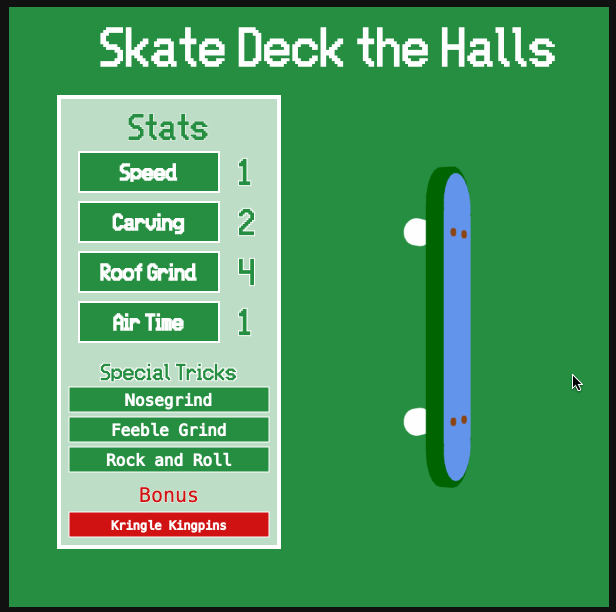 Skate Deck the Halls
Stats
Speed 1
Carving 2
Roof Grind 4
Air Time 1
Special Tricks
Nosegrind
Feeble Grind
Rock and Roll
Bonus
Kringle Kingpins